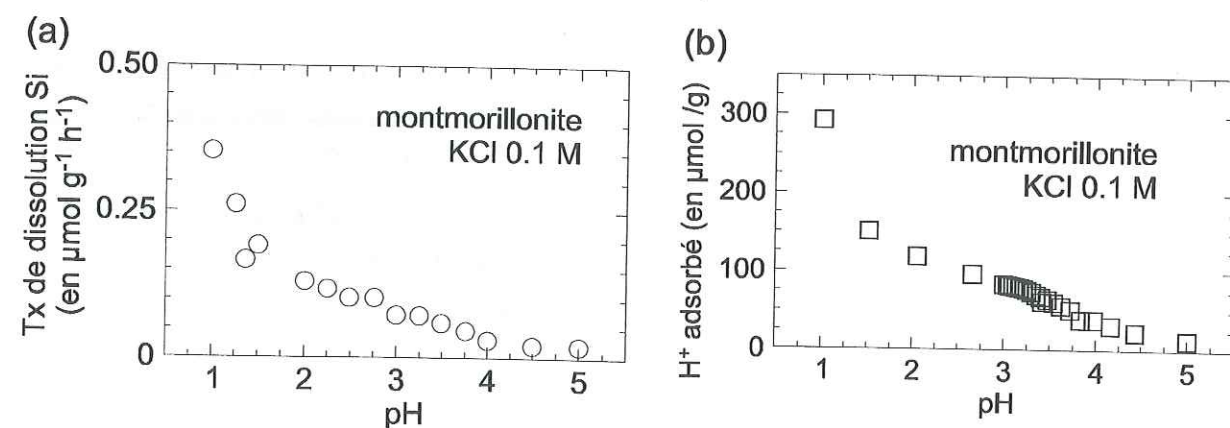 (a)
0.50
0.25
0
Tx de dissolution Si
(en µmol g⁻¹ h⁻¹)
montmorillonite
KCl 0.1 M
1 2 3 4 5
pH
(b)
300
200
100
0
H⁺ adsorbé (en µmol /g)
montmorillonite
KCl 0.1 M
1 2 3 4 5
pH